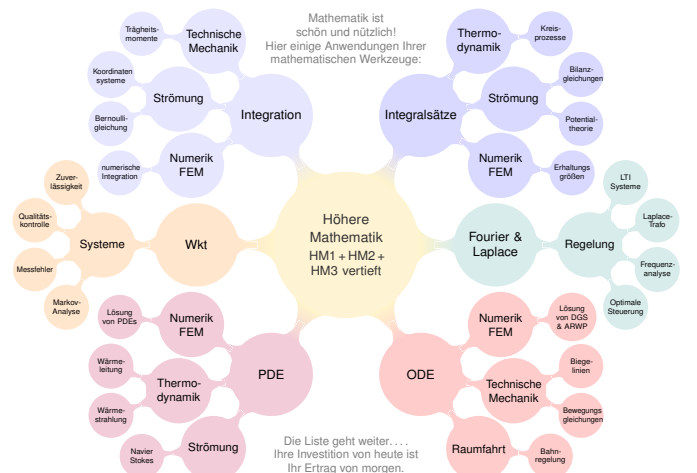 Mathematik ist
schön und nützlich!
Hier einige Anwendungen Ihrer
mathematischen Werkzeuge:
Höhere
Mathematik
HM1 + HM2 +
HM3 vertieft
Integration
Technische
Mechanik
Trägheits-
momente
Strömung
Koordinaten
systeme
Bernoulli-
gleichung
Numerik
FEM
numerische
Integration
Integralsätze
Thermo-
dynamik
Kreis-
prozesse
Strömung
Bilanz-
gleichungen
Potential-
theorie
Numerik
FEM
Erhaltungs
größen
Wkt
Systeme
Zuver-
lässigkeit
Qualitäts-
kontrolle
Messfehler
Markov-
Analyse
Fourier &
Laplace
Regelung
LTI
Systeme
Laplace-
Trafo
Frequenz-
analyse
Optimale
Steuerung
PDE
Numerik
FEM
Lösung
von PDEs
Thermo-
dynamik
Wärme-
leitung
Wärme-
strahlung
Strömung
Navier
Stokes
ODE
Numerik
FEM
Lösung
von DGS
& ARWP
Technische
Mechanik
Biege-
linien
Bewegungs
gleichungen
Raumfahrt
Bahn-
regelung
Die Liste geht weiter. . . .
Ihre Investition von heute ist
Ihr Ertrag von morgen.